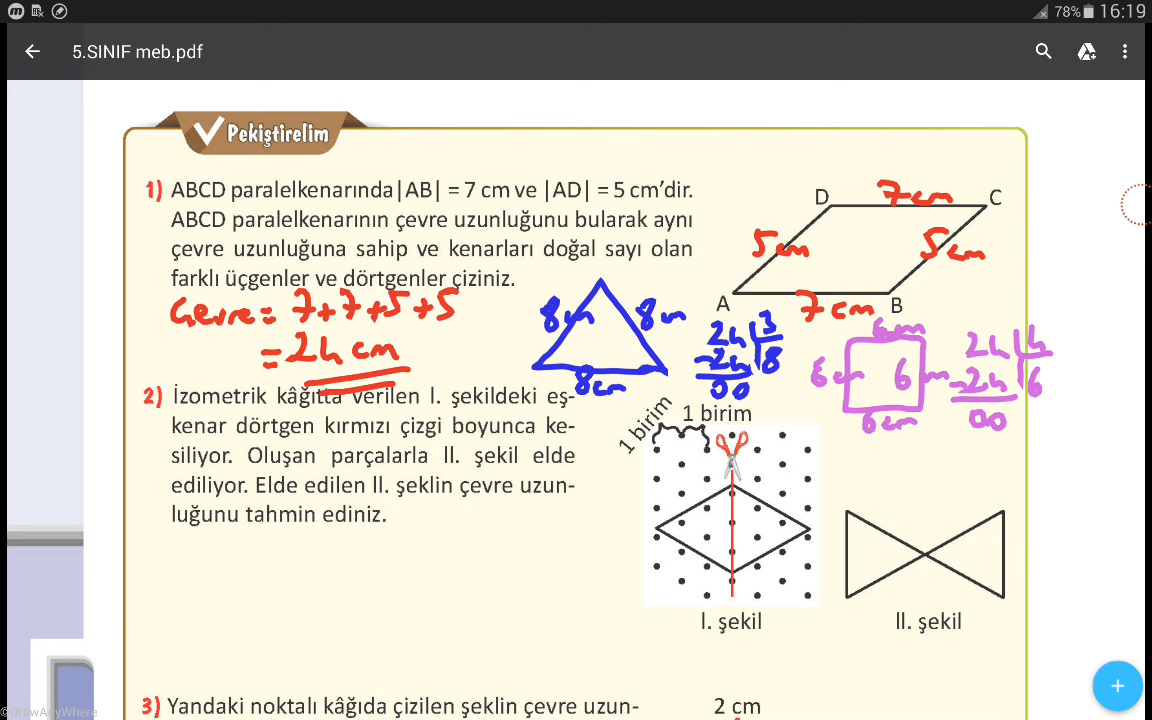 78% 16:19
5.SINIF meb.pdf
Pekiştirelim
1) ABCD paralelkenarında |AB| = 7 cm ve |AD| = 5 cm'dir.
ABCD paralelkenarının çevre uzunluğunu bularak aynı
çevre uzunluğuna sahip ve kenarları doğal sayı olan
farklı üçgenler ve dörtgenler çiziniz.
D 7cm C
5cm 5cm
A 7cm B
Çevre = 7+7+5+5
= 24 cm
8cm 8cm
8cm
24 3
-24 8
00
6cm
6cm 6cm
6cm
24 4
-24 6
00
2) İzometrik kâğıtta verilen I. şekildeki eş-
kenar dörtgen kırmızı çizgi boyunca ke-
siliyor. Oluşan parçalarla II. şekil elde
ediliyor. Elde edilen II. şeklin çevre uzun-
luğunu tahmin ediniz.
1 birim 1 birim
I. şekil II. şekil
3) Yandaki noktalı kâğıda çizilen şeklin çevre uzun-
2 cm
©DrawAnyWhere